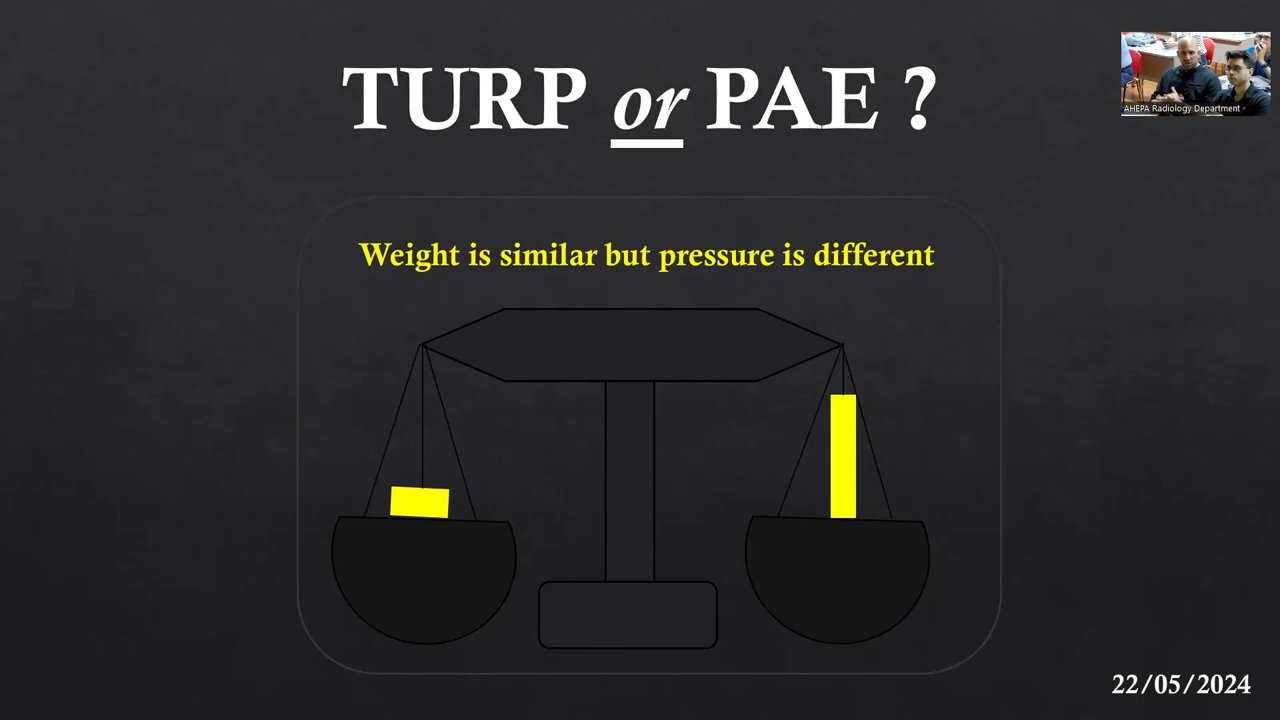 TURP or PAE ?
AHEPA Radiology Department
Weight is similar but pressure is different
22/05/2024